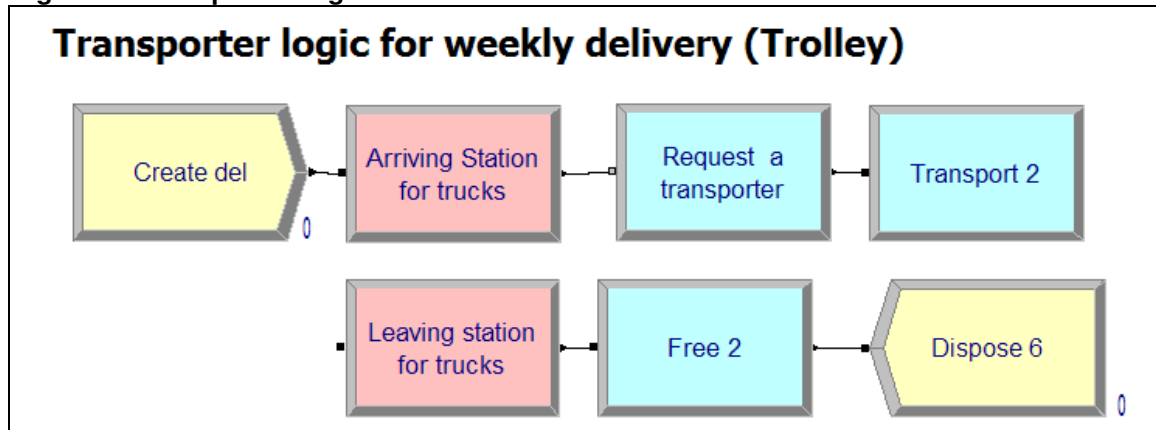 Transporter logic for weekly delivery (Trolley)
Create del
0
Arriving Station
for trucks
Request a
transporter
Transport 2
Leaving station
for trucks
Free 2
Dispose 6
0